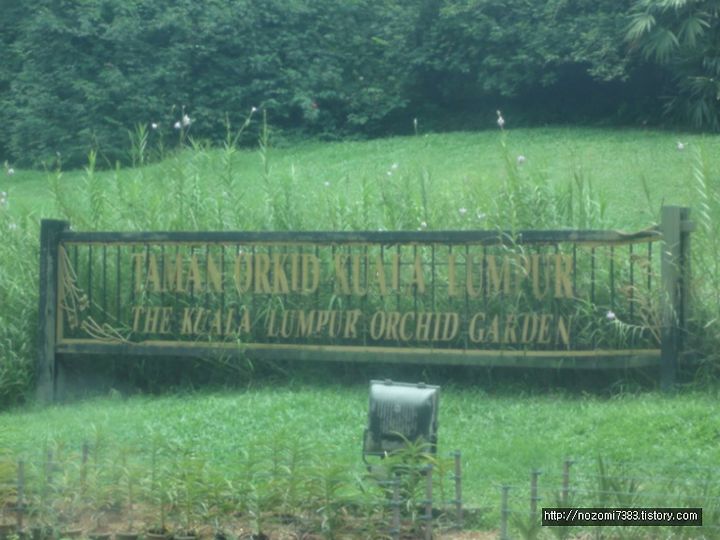 TAMAN ORKID KUALA LUMPUR
THE KUALA LUMPUR ORCHID GARDEN
http://nozomi7383.tistory.com